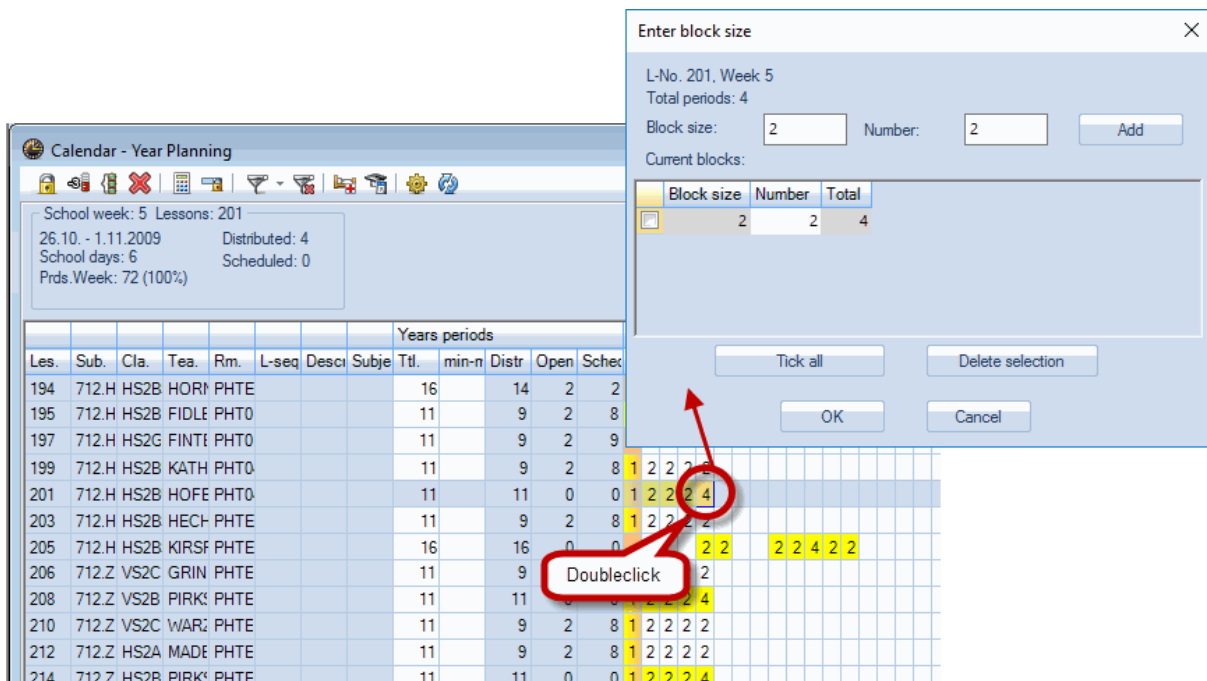 Enter block size
L-No. 201, Week 5
Total periods: 4
Block size: 2 Number: 2 Add
Current blocks:
Block size Number Total
2 2 4
Tick all Delete selection
OK Cancel
Calendar - Year Planning
School week: 5 Lessons: 201
26.10. - 1.11.2009 Distributed: 4
School days: 6 Scheduled: 0
Prds.Week: 72 (100%)
Years periods
Les. Sub. Cla. Tea. Rm. L-seq Descr Subje Ttl. min-m Distr Open Sched
194 712.H HS2B HORN PHTE 16 14 2 2
195 712.H HS2B FIDLE PHT0 11 9 2 8
197 712.H HS2G FINTE PHT0 11 9 2 9
199 712.H HS2B KATH PHT0 11 9 2 8 1 2 2 2 2
201 712.H HS2B HOFE PHT0 11 11 0 0 1 2 2 2 4
203 712.H HS2B HECH PHTE 11 9 2 8 1 2 2 2 2
205 712.H HS2B KIRSF PHTE 16 16 0 0 2 2 2 2 4 2 2
206 712.Z VS2C GRIN PHTE 11 9 2
Doubleclick
208 712.Z VS2B PIRKS PHTE 11 11 0 0 1 2 2 2 4
210 712.Z VS2C WARZ PHTE 11 9 2 8 1 2 2 2 2
212 712.Z HS2A MADE PHTE 11 9 2 8 1 2 2 2 2
214 712.Z HS2B PIRKS PHTE 11 11 0 0 1 2 2 2 4